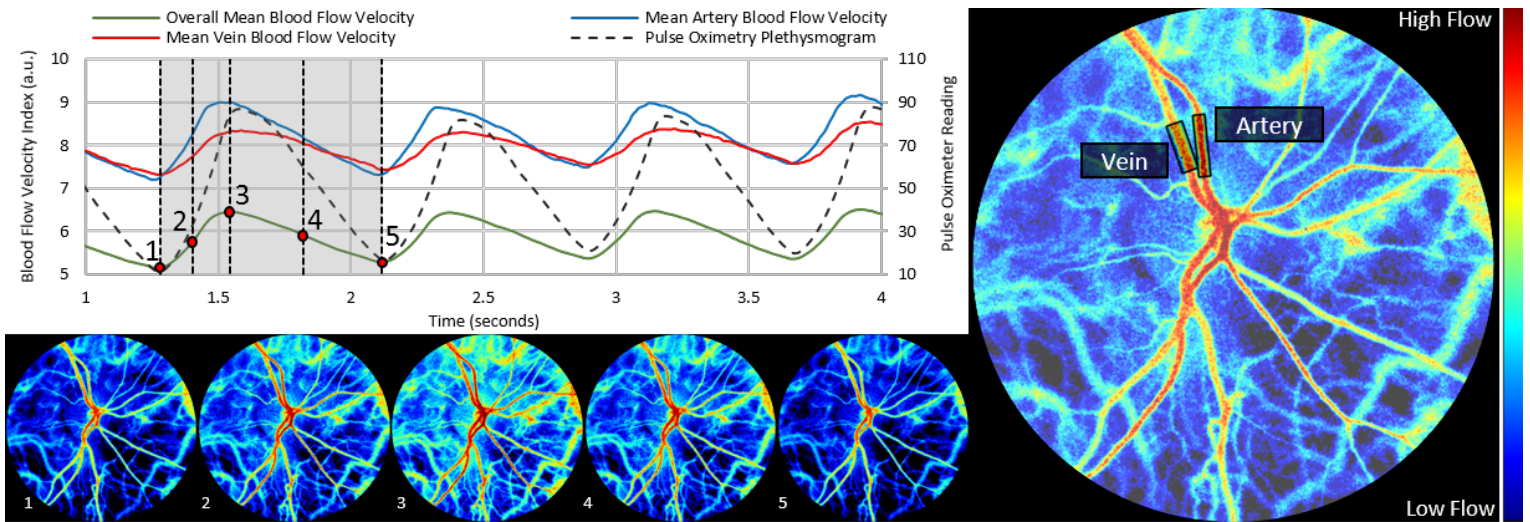 Overall Mean Blood Flow Velocity
Mean Artery Blood Flow Velocity
Mean Vein Blood Flow Velocity
Pulse Oximetry Plethysmogram
Blood Flow Velocity Index (a.u.)
10
9
8
7
6
5
110
90
70
50
30
10
Pulse Oximeter Reading
1
2
3
4
5
1
1.5
2
2.5
3
3.5
4
Time (seconds)
1
2
3
4
5
High Flow
Artery
Vein
Low Flow